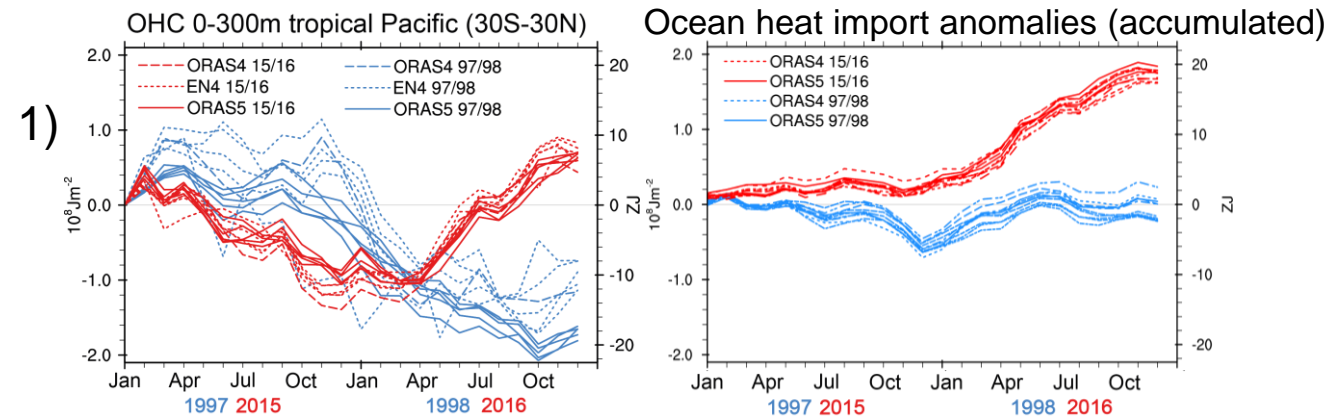 OHC 0-300m tropical Pacific (30S-30N)
Ocean heat import anomalies (accumulated)
1)
2.0
1.0
0.0
-1.0
-2.0
10⁸Jm⁻²
ORAS4 15/16
EN4 15/16
ORAS5 15/16
ORAS4 97/98
EN4 97/98
ORAS5 97/98
20
10
0
-10
-20
ZJ
Jan Apr Jul Oct Jan Apr Jul Oct
1997 2015 1998 2016
2.0
1.0
0.0
-1.0
-2.0
10⁸Jm⁻²
ORAS4 15/16
ORAS5 15/16
ORAS4 97/98
ORAS5 97/98
20
10
0
-10
-20
ZJ
Jan Apr Jul Oct Jan Apr Jul Oct
1997 2015 1998 2016